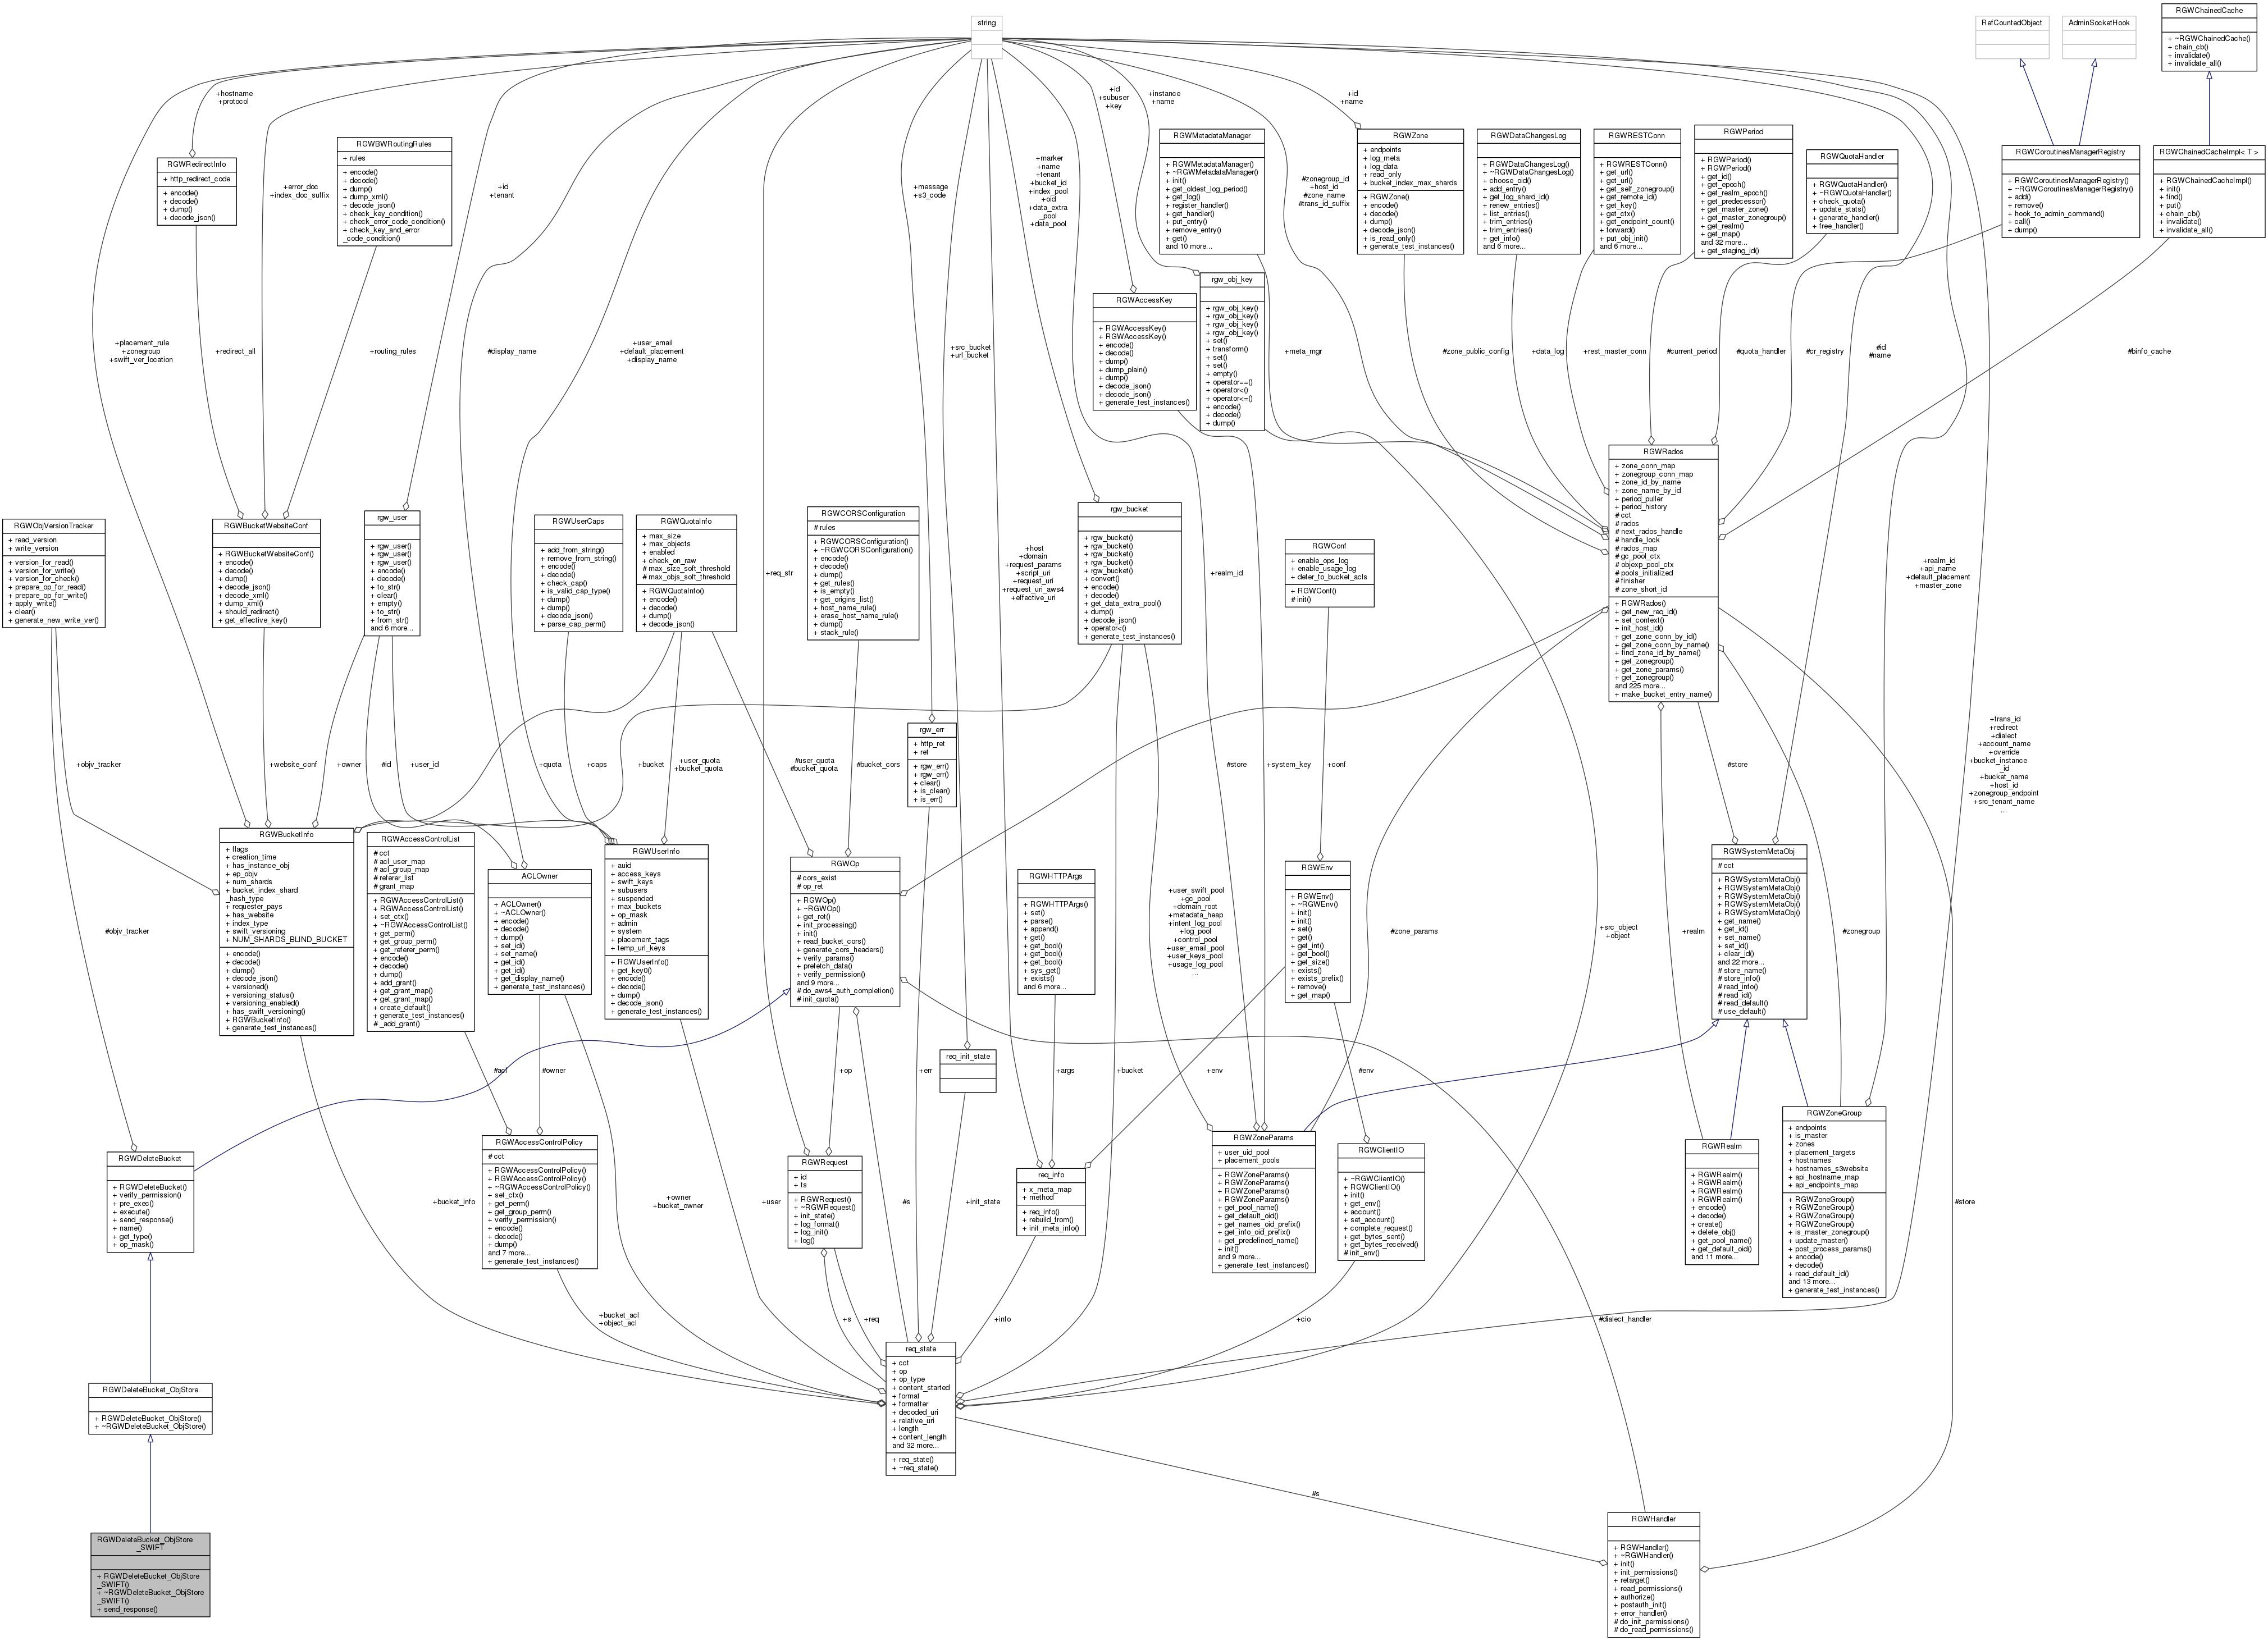 string
RefCountedObject
AdminSocketHook
RGWChainedCache
+ ~RGWChainedCache()
+ chain_cb()
+ invalidate()
+ invalidate_all()
+hostname
+protocol
RGWRedirectInfo
+ http_redirect_code
+ encode()
+ decode()
+ dump()
+ decode_json()
+error_doc
+index_doc_suffix
RGWBWRoutingRules
+ rules
+ encode()
+ decode()
+ dump()
+ dump_xml()
+ decode_json()
+ check_key_condition()
+ check_error_code_condition()
+ check_key_and_error
_code_condition()
+id
+tenant
+message
+s3_code
+marker
+name
+tenant
+bucket_id
+index_pool
+oid
+data_extra
_pool
+data_pool
+id
+subuser
+key
+instance
+name
RGWMetadataManager
+ RGWMetadataManager()
+ ~RGWMetadataManager()
+ init()
+ get_oldest_log_period()
+ get_log()
+ register_handler()
+ get_handler()
+ put_entry()
+ remove_entry()
+ get()
and 10 more...
#zonegroup_id
+host_id
#zone_name
#trans_id_suffix
+id
+name
RGWZone
+ endpoints
+ log_meta
+ log_data
+ read_only
+ bucket_index_max_shards
+ RGWZone()
+ encode()
+ decode()
+ dump()
+ decode_json()
+ is_read_only()
+ generate_test_instances()
RGWDataChangesLog
+ RGWDataChangesLog()
+ ~RGWDataChangesLog()
+ choose_oid()
+ add_entry()
+ get_log_shard_id()
+ renew_entries()
+ list_entries()
+ trim_entries()
+ trim_entries()
+ get_info()
and 6 more...
RGWRESTConn
+ RGWRESTConn()
+ get_url()
+ get_url()
+ get_self_zonegroup()
+ get_remote_id()
+ get_key()
+ get_ctx()
+ get_endpoint_count()
+ forward()
+ put_obj_init()
and 6 more...
RGWPeriod
+ RGWPeriod()
+ RGWPeriod()
+ get_id()
+ get_epoch()
+ get_realm_epoch()
+ get_predecessor()
+ get_master_zone()
+ get_master_zonegroup()
+ get_realm()
+ get_map()
and 32 more...
+ get_staging_id()
RGWQuotaHandler
+ RGWQuotaHandler()
+ ~RGWQuotaHandler()
+ check_quota()
+ update_stats()
+ generate_handler()
+ free_handler()
RGWCoroutinesManagerRegistry
+ RGWCoroutinesManagerRegistry()
+ ~RGWCoroutinesManagerRegistry()
+ add()
+ remove()
+ hook_to_admin_command()
+ call()
+ dump()
RGWChainedCacheImpl< T >
+ RGWChainedCacheImpl()
+ init()
+ find()
+ put()
+ chain_cb()
+ invalidate()
+ invalidate_all()
RGWAccessKey
+ RGWAccessKey()
+ RGWAccessKey()
+ encode()
+ decode()
+ dump()
+ dump_plain()
+ dump()
+ decode_json()
+ decode_json()
+ generate_test_instances()
rgw_obj_key
+ rgw_obj_key()
+ rgw_obj_key()
+ rgw_obj_key()
+ rgw_obj_key()
+ set()
+ transform()
+ set()
+ set()
+ empty()
+ operator==()
+ operator<()
+ operator<=()
+ encode()
+ decode()
+ dump()
+placement_rule
+zonegroup
+swift_ver_location
+redirect_all
+routing_rules
#display_name
+user_email
+default_placement
+display_name
+src_bucket
+url_bucket
+meta_mgr
#zone_public_config
+data_log
+rest_master_conn
#current_period
#quota_handler
#cr_registry
#id
#name
#binfo_cache
RGWRados
+ zone_conn_map
+ zonegroup_conn_map
+ zone_id_by_name
+ zone_name_by_id
+ period_puller
+ period_history
# cct
# rados
# next_rados_handle
# handle_lock
# rados_map
# gc_pool_ctx
# objexp_pool_ctx
# pools_initialized
# finisher
# zone_short_id
+ RGWRados()
+ get_new_req_id()
+ set_context()
+ init_host_id()
+ get_zone_conn_by_id()
+ get_zone_conn_by_name()
+ find_zone_id_by_name()
+ get_zonegroup()
+ get_zone_params()
+ get_zonegroup()
and 225 more...
+ make_bucket_entry_name()
RGWObjVersionTracker
+ read_version
+ write_version
+ version_for_read()
+ version_for_write()
+ version_for_check()
+ prepare_op_for_read()
+ prepare_op_for_write()
+ apply_write()
+ clear()
+ generate_new_write_ver()
RGWBucketWebsiteConf
+ RGWBucketWebsiteConf()
+ encode()
+ decode()
+ dump()
+ decode_json()
+ decode_xml()
+ dump_xml()
+ should_redirect()
+ get_effective_key()
rgw_user
+ rgw_user()
+ rgw_user()
+ rgw_user()
+ encode()
+ decode()
+ to_str()
+ clear()
+ empty()
+ to_str()
+ from_str()
and 6 more...
RGWUserCaps
+ add_from_string()
+ remove_from_string()
+ encode()
+ decode()
+ check_cap()
+ is_valid_cap_type()
+ dump()
+ dump()
+ decode_json()
+ parse_cap_perm()
RGWQuotaInfo
+ max_size
+ max_objects
+ enabled
+ check_on_raw
# max_size_soft_threshold
# max_objs_soft_threshold
+ RGWQuotaInfo()
+ encode()
+ decode()
+ dump()
+ decode_json()
+req_str
RGWCORSConfiguration
# rules
+ RGWCORSConfiguration()
+ ~RGWCORSConfiguration()
+ encode()
+ decode()
+ dump()
+ get_rules()
+ is_empty()
+ get_origins_list()
+ host_name_rule()
+ erase_host_name_rule()
+ dump()
+ stack_rule()
+host
+domain
+request_params
+script_uri
+request_uri
+request_uri_aws4
+effective_uri
rgw_bucket
+ rgw_bucket()
+ rgw_bucket()
+ rgw_bucket()
+ rgw_bucket()
+ rgw_bucket()
+ convert()
+ encode()
+ decode()
+ get_data_extra_pool()
+ dump()
+ decode_json()
+ operator<()
+ generate_test_instances()
+realm_id
RGWConf
+ enable_ops_log
+ enable_usage_log
+ defer_to_bucket_acls
+ RGWConf()
# init()
+realm_id
+api_name
+default_placement
+master_zone
+objv_tracker
+website_conf
+owner
#id
+user_id
+quota
+caps
+bucket
+user_quota
+bucket_quota
#user_quota
#bucket_quota
#bucket_cors
rgw_err
+ http_ret
+ ret
+ rgw_err()
+ rgw_err()
+ clear()
+ is_clear()
+ is_err()
#store
+system_key
+conf
#store
+trans_id
+redirect
+dialect
+account_name
+override
+bucket_instance
_id
+bucket_name
+host_id
+zonegroup_endpoint
+src_tenant_name
...
RGWBucketInfo
+ flags
+ creation_time
+ has_instance_obj
+ ep_objv
+ num_shards
+ bucket_index_shard
_hash_type
+ requester_pays
+ has_website
+ index_type
+ swift_versioning
+ NUM_SHARDS_BLIND_BUCKET
+ encode()
+ decode()
+ dump()
+ decode_json()
+ versioned()
+ versioning_status()
+ versioning_enabled()
+ has_swift_versioning()
+ RGWBucketInfo()
+ generate_test_instances()
RGWAccessControlList
# cct
# acl_user_map
# acl_group_map
# referer_list
# grant_map
+ RGWAccessControlList()
+ RGWAccessControlList()
+ set_ctx()
+ ~RGWAccessControlList()
+ get_perm()
+ get_group_perm()
+ get_referer_perm()
+ encode()
+ decode()
+ dump()
+ add_grant()
+ get_grant_map()
+ get_grant_map()
+ create_default()
+ generate_test_instances()
# _add_grant()
ACLOwner
+ ACLOwner()
+ ~ACLOwner()
+ encode()
+ decode()
+ dump()
+ set_id()
+ set_name()
+ get_id()
+ get_id()
+ get_display_name()
+ generate_test_instances()
RGWUserInfo
+ auid
+ access_keys
+ swift_keys
+ subusers
+ suspended
+ max_buckets
+ op_mask
+ admin
+ system
+ placement_tags
+ temp_url_keys
+ RGWUserInfo()
+ get_key0()
+ encode()
+ decode()
+ dump()
+ decode_json()
+ generate_test_instances()
RGWOp
# cors_exist
# op_ret
+ RGWOp()
+ ~RGWOp()
+ get_ret()
+ init_processing()
+ init()
+ read_bucket_cors()
+ generate_cors_headers()
+ verify_params()
+ prefetch_data()
+ verify_permission()
and 9 more...
# do_aws4_auth_completion()
# init_quota()
RGWHTTPArgs
+ RGWHTTPArgs()
+ set()
+ parse()
+ append()
+ get()
+ get_bool()
+ get_bool()
+ get_bool()
+ sys_get()
+ exists()
and 6 more...
+user_swift_pool
+gc_pool
+domain_root
+metadata_heap
+intent_log_pool
+log_pool
+control_pool
+user_email_pool
+user_keys_pool
+usage_log_pool
...
RGWEnv
+ RGWEnv()
+ ~RGWEnv()
+ init()
+ init()
+ set()
+ get()
+ get_int()
+ get_bool()
+ get_size()
+ exists()
+ exists_prefix()
+ remove()
+ get_map()
#zone_params
+src_object
+object
+realm
RGWSystemMetaObj
# cct
+ RGWSystemMetaObj()
+ RGWSystemMetaObj()
+ RGWSystemMetaObj()
+ RGWSystemMetaObj()
+ RGWSystemMetaObj()
+ get_name()
+ get_id()
+ set_name()
+ set_id()
+ clear_id()
and 22 more...
# store_name()
# store_info()
# read_info()
# read_id()
# read_default()
# use_default()
#zonegroup
#objv_tracker
#acl
#owner
+op
+err
req_init_state
+args
+bucket
+env
#env
RGWDeleteBucket
+ RGWDeleteBucket()
+ verify_permission()
+ pre_exec()
+ execute()
+ send_response()
+ name()
+ get_type()
+ op_mask()
+bucket_info
RGWAccessControlPolicy
# cct
+ RGWAccessControlPolicy()
+ RGWAccessControlPolicy()
+ ~RGWAccessControlPolicy()
+ set_ctx()
+ get_perm()
+ get_group_perm()
+ verify_permission()
+ encode()
+ decode()
+ dump()
and 7 more...
+ generate_test_instances()
+owner
+bucket_owner
+user
RGWRequest
+ id
+ ts
+ RGWRequest()
+ ~RGWRequest()
+ init_state()
+ log_format()
+ log_init()
+ log()
#s
+init_state
req_info
+ x_meta_map
+ method
+ req_info()
+ rebuild_from()
+ init_meta_info()
RGWZoneParams
+ user_uid_pool
+ placement_pools
+ RGWZoneParams()
+ RGWZoneParams()
+ RGWZoneParams()
+ RGWZoneParams()
+ get_pool_name()
+ get_default_oid()
+ get_names_oid_prefix()
+ get_info_oid_prefix()
+ get_predefined_name()
+ init()
and 9 more...
+ generate_test_instances()
RGWClientIO
+ ~RGWClientIO()
+ RGWClientIO()
+ init()
+ get_env()
+ account()
+ set_account()
+ complete_request()
+ get_bytes_sent()
+ get_bytes_received()
# init_env()
RGWRealm
+ RGWRealm()
+ RGWRealm()
+ RGWRealm()
+ RGWRealm()
+ encode()
+ decode()
+ create()
+ delete_obj()
+ get_pool_name()
+ get_default_oid()
and 11 more...
RGWZoneGroup
+ endpoints
+ is_master
+ zones
+ placement_targets
+ hostnames
+ hostnames_s3website
+ api_hostname_map
+ api_endpoints_map
+ RGWZoneGroup()
+ RGWZoneGroup()
+ RGWZoneGroup()
+ RGWZoneGroup()
+ is_master_zonegroup()
+ update_master()
+ post_process_params()
+ encode()
+ decode()
+ read_default_id()
and 13 more...
+ generate_test_instances()
#store
+bucket_acl
+object_acl
+s
+req
+info
+cio
#dialect_handler
req_state
+ cct
+ op
+ op_type
+ content_started
+ format
+ formatter
+ decoded_uri
+ relative_uri
+ length
+ content_length
and 32 more...
+ req_state()
+ ~req_state()
RGWDeleteBucket_ObjStore
+ RGWDeleteBucket_ObjStore()
+ ~RGWDeleteBucket_ObjStore()
#s
RGWDeleteBucket_ObjStore
_SWIFT
+ RGWDeleteBucket_ObjStore
_SWIFT()
+ ~RGWDeleteBucket_ObjStore
_SWIFT()
+ send_response()
RGWHandler
+ RGWHandler()
+ ~RGWHandler()
+ init()
+ init_permissions()
+ retarget()
+ read_permissions()
+ authorize()
+ postauth_init()
+ error_handler()
# do_init_permissions()
# do_read_permissions()